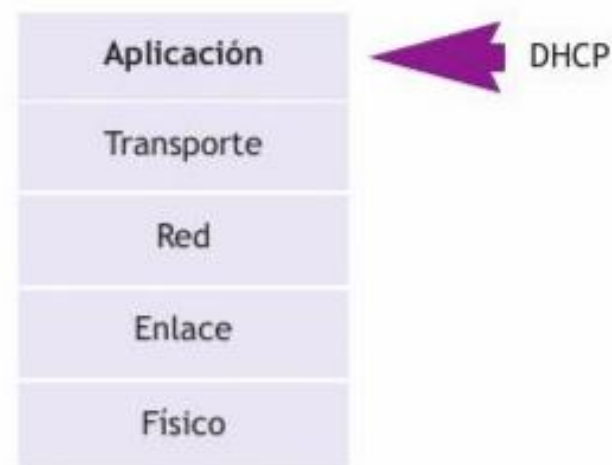 Aplicación
DHCP
Transporte
Red
Enlace
Físico